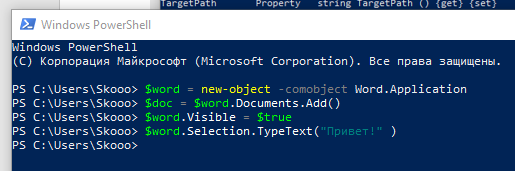 TargetPath Property string TargetPath () {get} {set}
Windows PowerShell
Windows PowerShell
(C) Корпорация Майкрософт (Microsoft Corporation). Все права защищены.
PS C:\Users\Skooo> $word = new-object -comobject Word.Application
PS C:\Users\Skooo> $doc = $word.Documents.Add()
PS C:\Users\Skooo> $word.Visible = $true
PS C:\Users\Skooo> $word.Selection.TypeText("Привет!" )
PS C:\Users\Skooo>